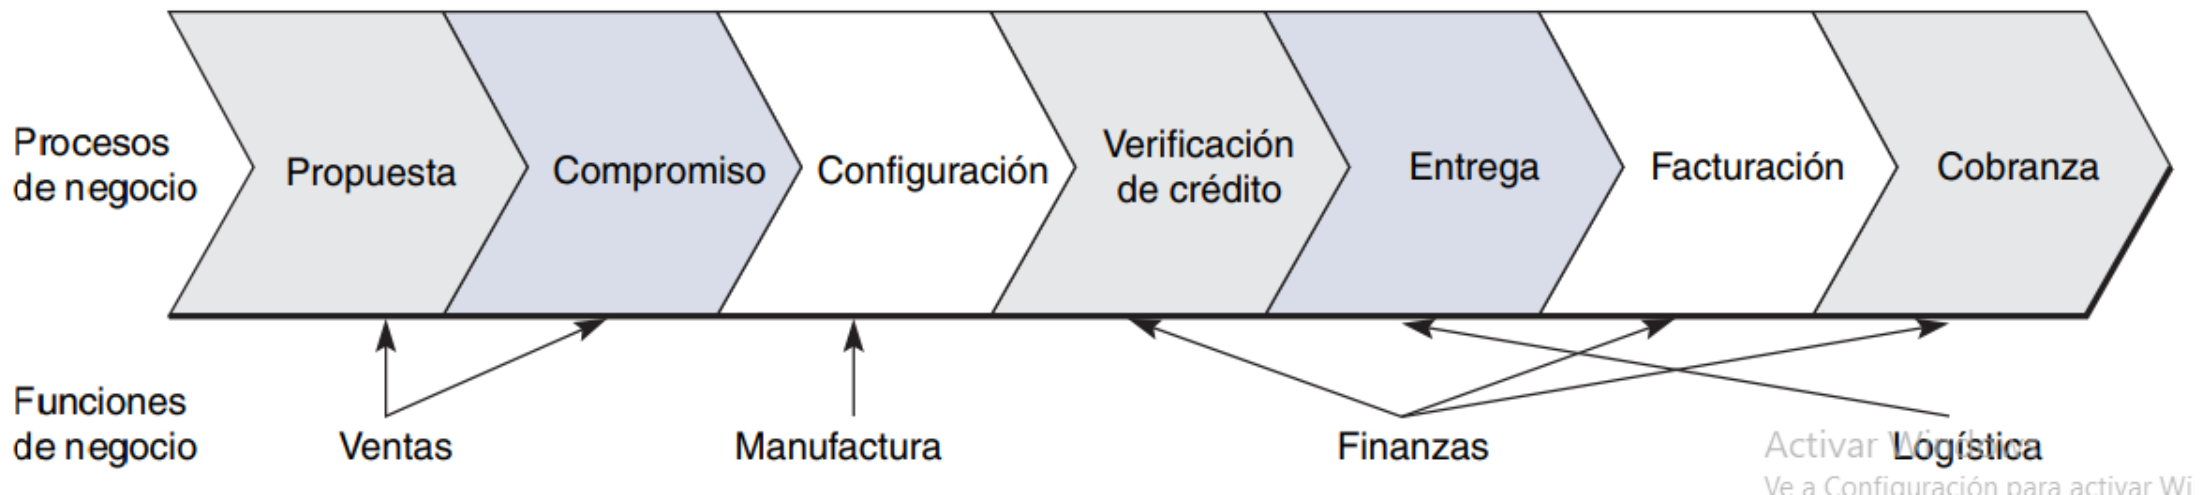 Procesos
de negocio
Propuesta
Compromiso
Configuración
Verificación
de crédito
Entrega
Facturación
Cobranza
Funciones
de negocio
Ventas
Manufactura
Finanzas
Logística
Activar Windows
Ve a Configuración para activar Wi